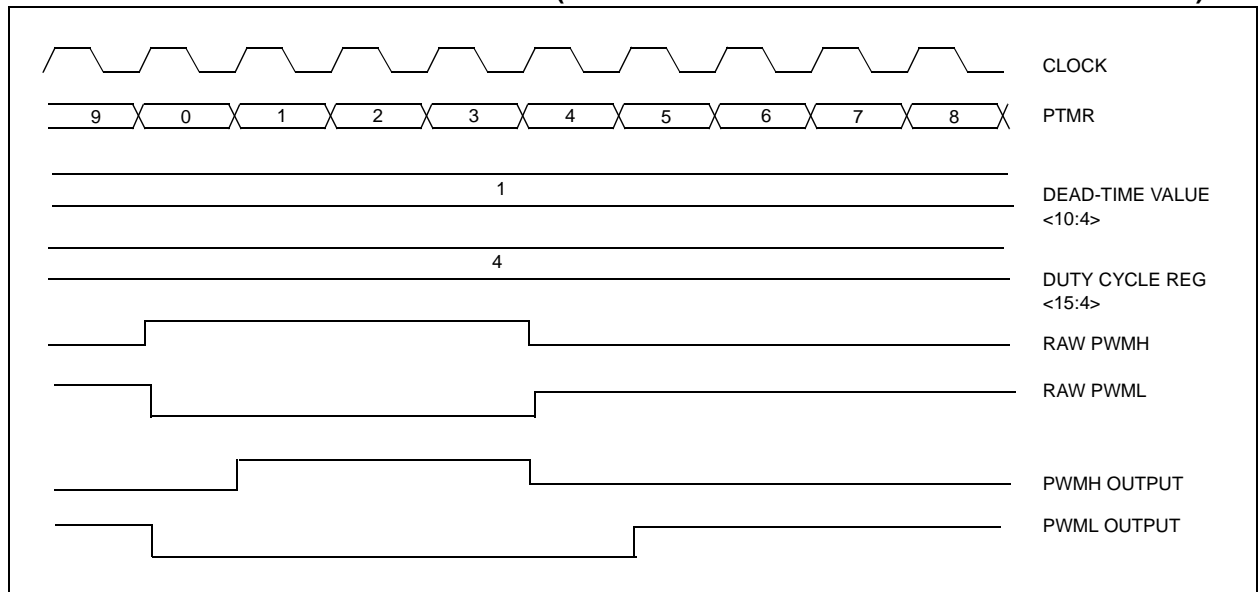 CLOCK
9 0 1 2 3 4 5 6 7 8 PTMR
1
DEAD-TIME VALUE
<10:4>
4
DUTY CYCLE REG
<15:4>
RAW PWMH
RAW PWML
PWMH OUTPUT
PWML OUTPUT